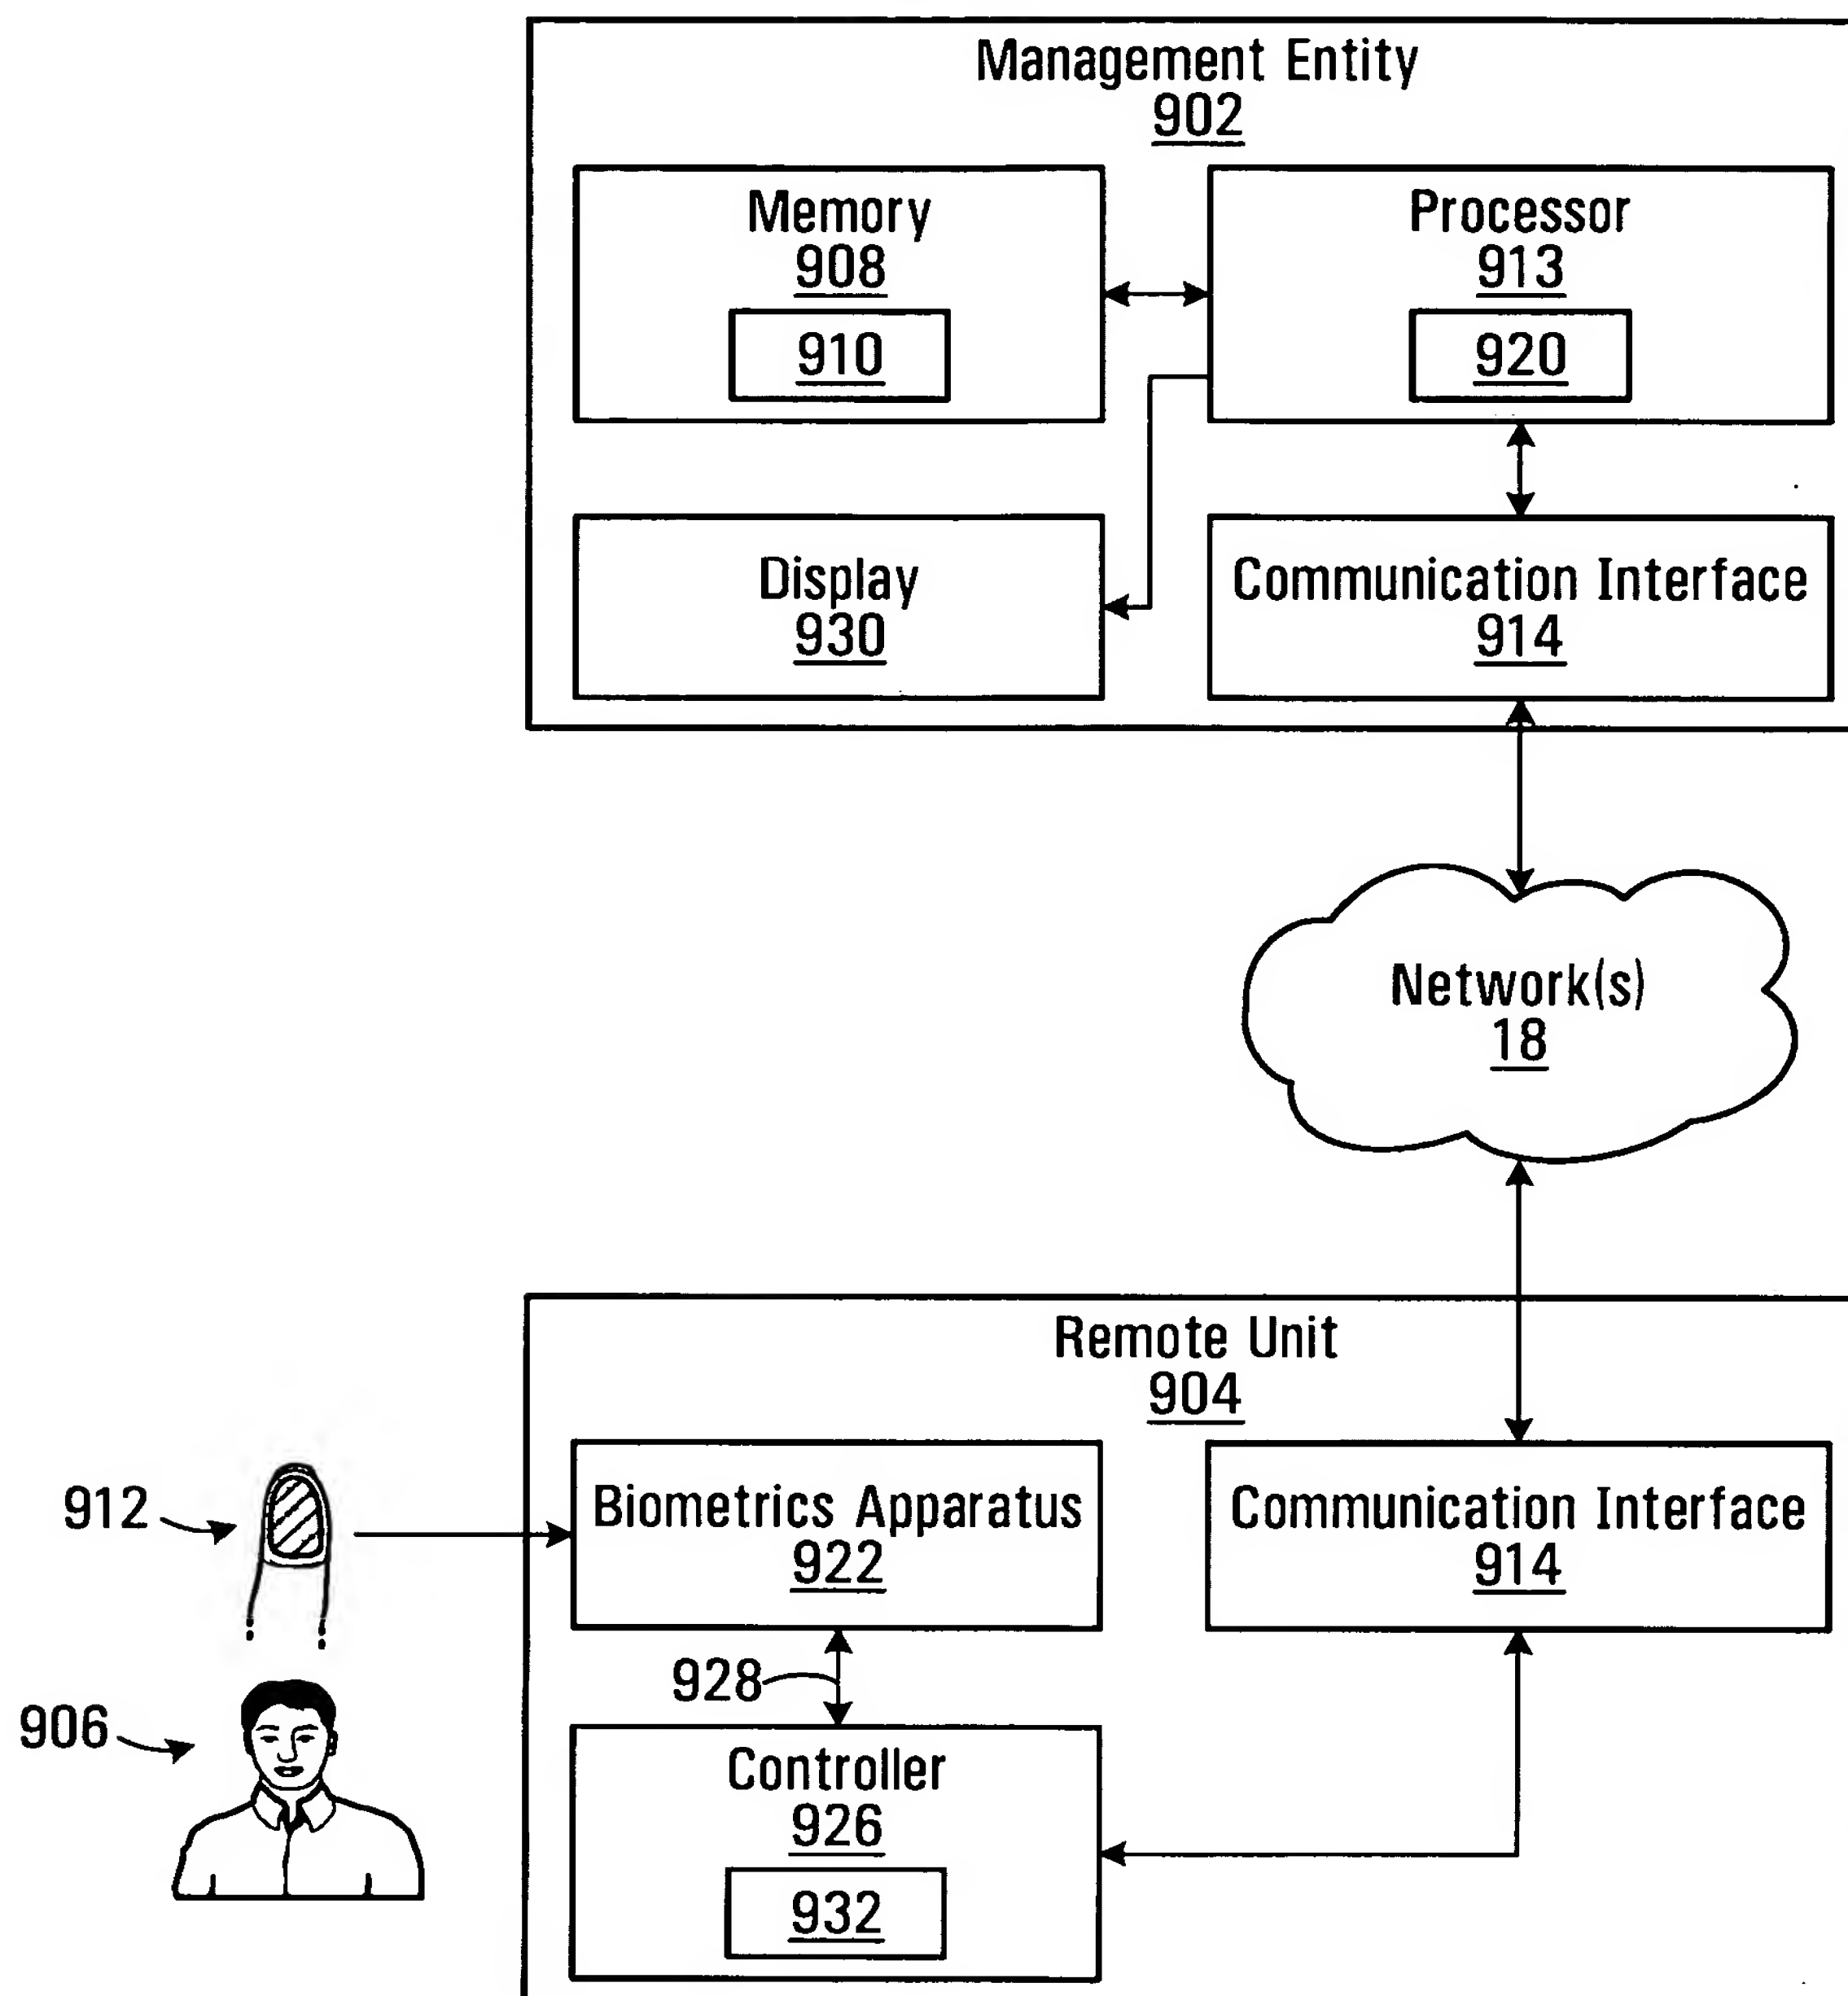 Management Entity
902
Memory
908
910
Processor
913
920
Display
930
Communication Interface
914
Network(s)
18
Remote Unit
904
912
Biometrics Apparatus
922
Communication Interface
914
928
906
Controller
926
932